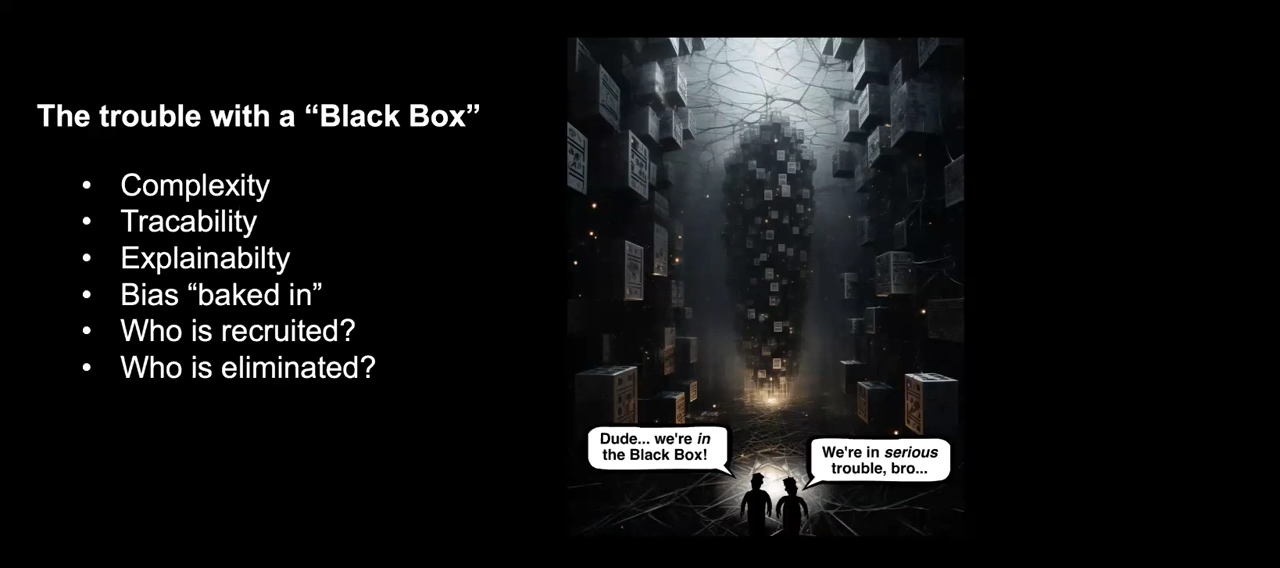 The trouble with a “Black Box”
• Complexity
• Tracability
• Explainabilty
• Bias “baked in”
• Who is recruited?
• Who is eliminated?
Dude... we're in
the Black Box!
We're in serious
trouble, bro...